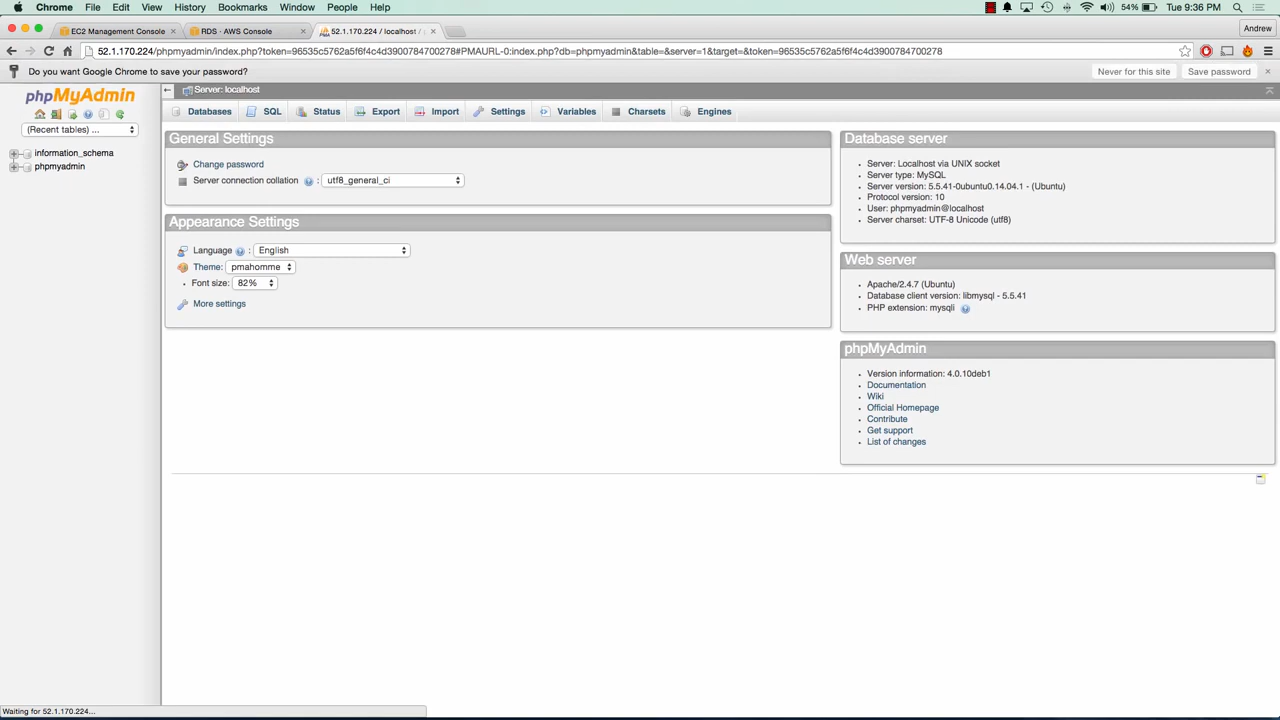 Chrome File Edit View History Bookmarks Window People Help 54% Tue 9:36 PM
EC2 Management Console RDS · AWS Console 52.1.170.224 / localhost / Andrew
52.1.170.224/phpmyadmin/index.php?token=96535c5762a5f6f4c4d3900784700278#PMAURL-0:index.php?db=phpmyadmin&table=&server=1&target=&token=96535c5762a5f6f4c4d3900784700278
Do you want Google Chrome to save your password? Never for this site Save password
phpMyAdmin
(Recent tables) ...
information_schema
phpmyadmin
Server: localhost
Databases SQL Status Export Import Settings Variables Charsets Engines
General Settings
Change password
Server connection collation : utf8_general_ci
Appearance Settings
Language : English
Theme: pmahomme
Font size: 82%
More settings
Database server
Server: Localhost via UNIX socket
Server type: MySQL
Server version: 5.5.41-0ubuntu0.14.04.1 - (Ubuntu)
Protocol version: 10
User: phpmyadmin@localhost
Server charset: UTF-8 Unicode (utf8)
Web server
Apache/2.4.7 (Ubuntu)
Database client version: libmysql - 5.5.41
PHP extension: mysqli
phpMyAdmin
Version information: 4.0.10deb1
Documentation
Wiki
Official Homepage
Contribute
Get support
List of changes
Waiting for 52.1.170.224...